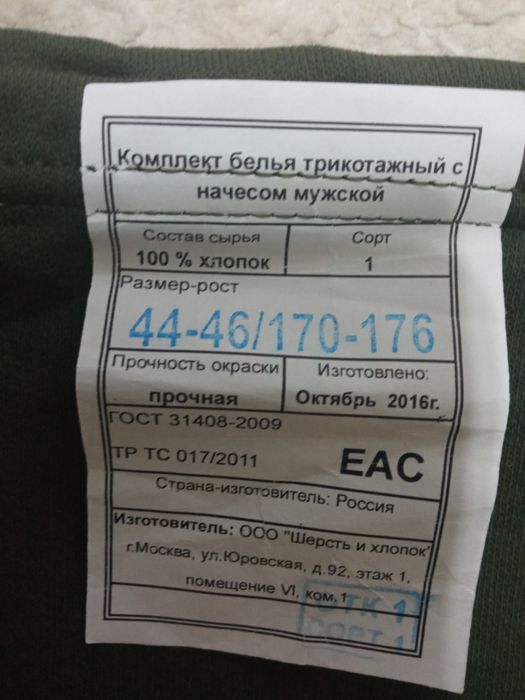 Комплект белья трикотажный с
начесом мужской
Состав сырья
100 % хлопок
Сорт
1
Размер-рост
44-46/170-176
Прочность окраски
прочная
Изготовлено:
Октябрь 2016г.
ГОСТ 31408-2009
ТР ТС 017/2011
ЕАС
Страна-изготовитель: Россия
Изготовитель: ООО "Шерсть и хлопок"
г.Москва, ул.Юровская, д.92, этаж 1,
помещение VI, ком.1
ОТК 1
СОРТ 1